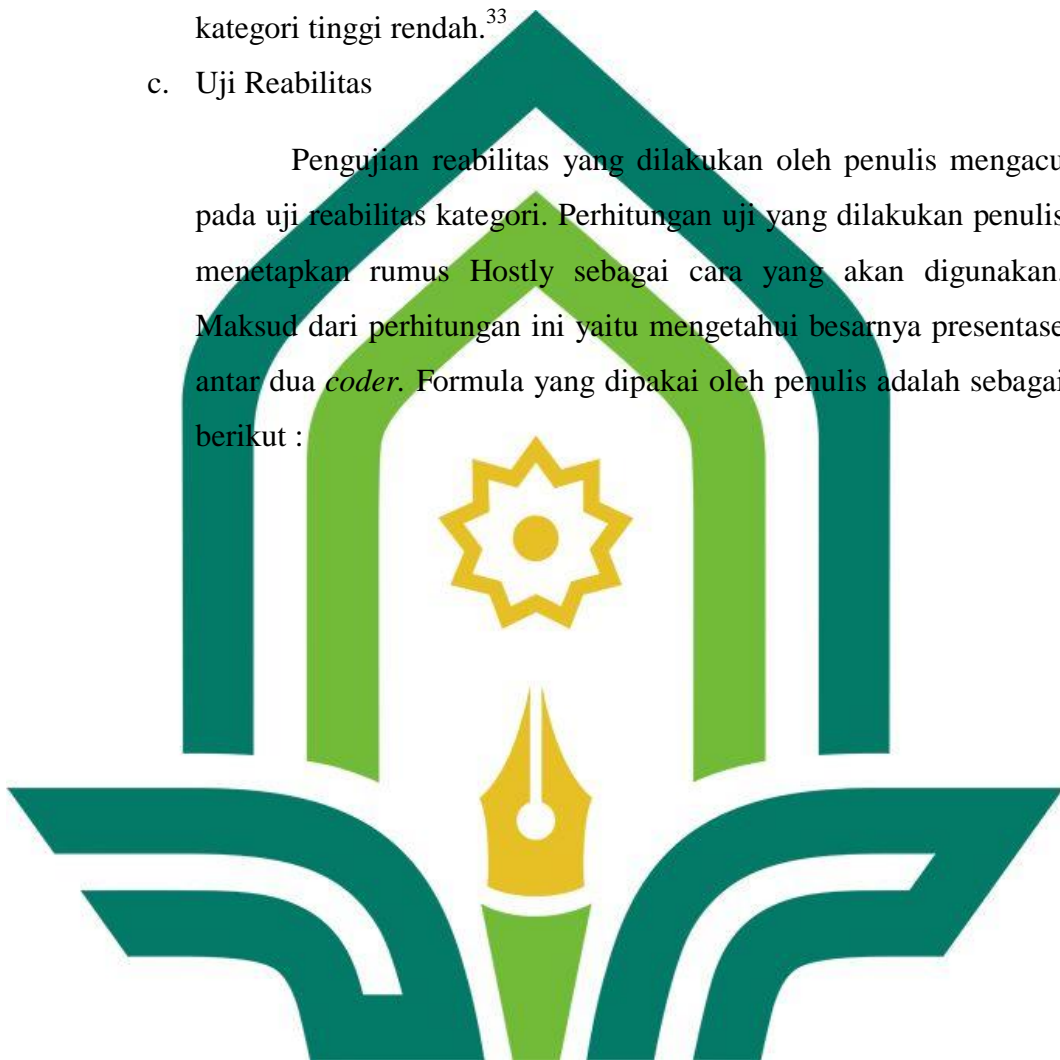 kategori tinggi rendah.33
c. Uji Reabilitas
Pengujian reabilitas yang dilakukan oleh penulis mengacu
pada uji reabilitas kategori. Perhitungan uji yang dilakukan penulis
menetapkan rumus Hostly sebagai cara yang akan digunakan.
Maksud dari perhitungan ini yaitu mengetahui besarnya presentase
antar dua coder. Formula yang dipakai oleh penulis adalah sebagai
berikut :